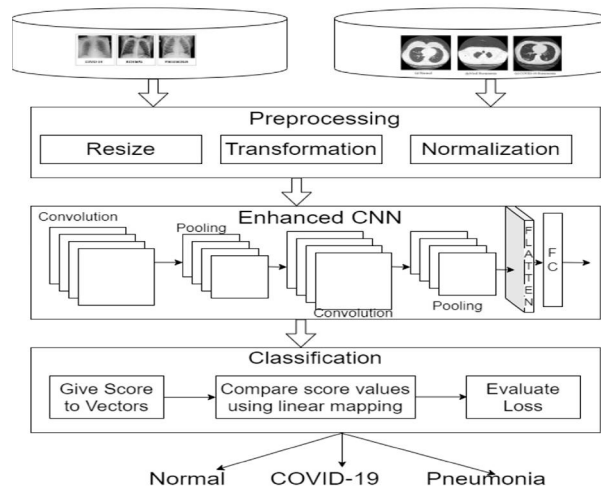 Preprocessing
Resize
Transformation
Normalization
Enhanced CNN
Convolution
Pooling
Convolution
Pooling
FLATTEN
FC
Classification
Give Score
to Vectors
Compare score values
using linear mapping
Evaluate
Loss
Normal
COVID-19
Pneumonia